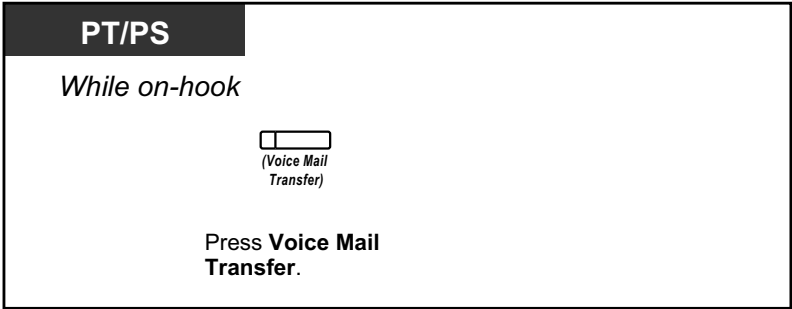 PT/PS
While on-hook
(Voice Mail
Transfer)
Press Voice Mail
Transfer.